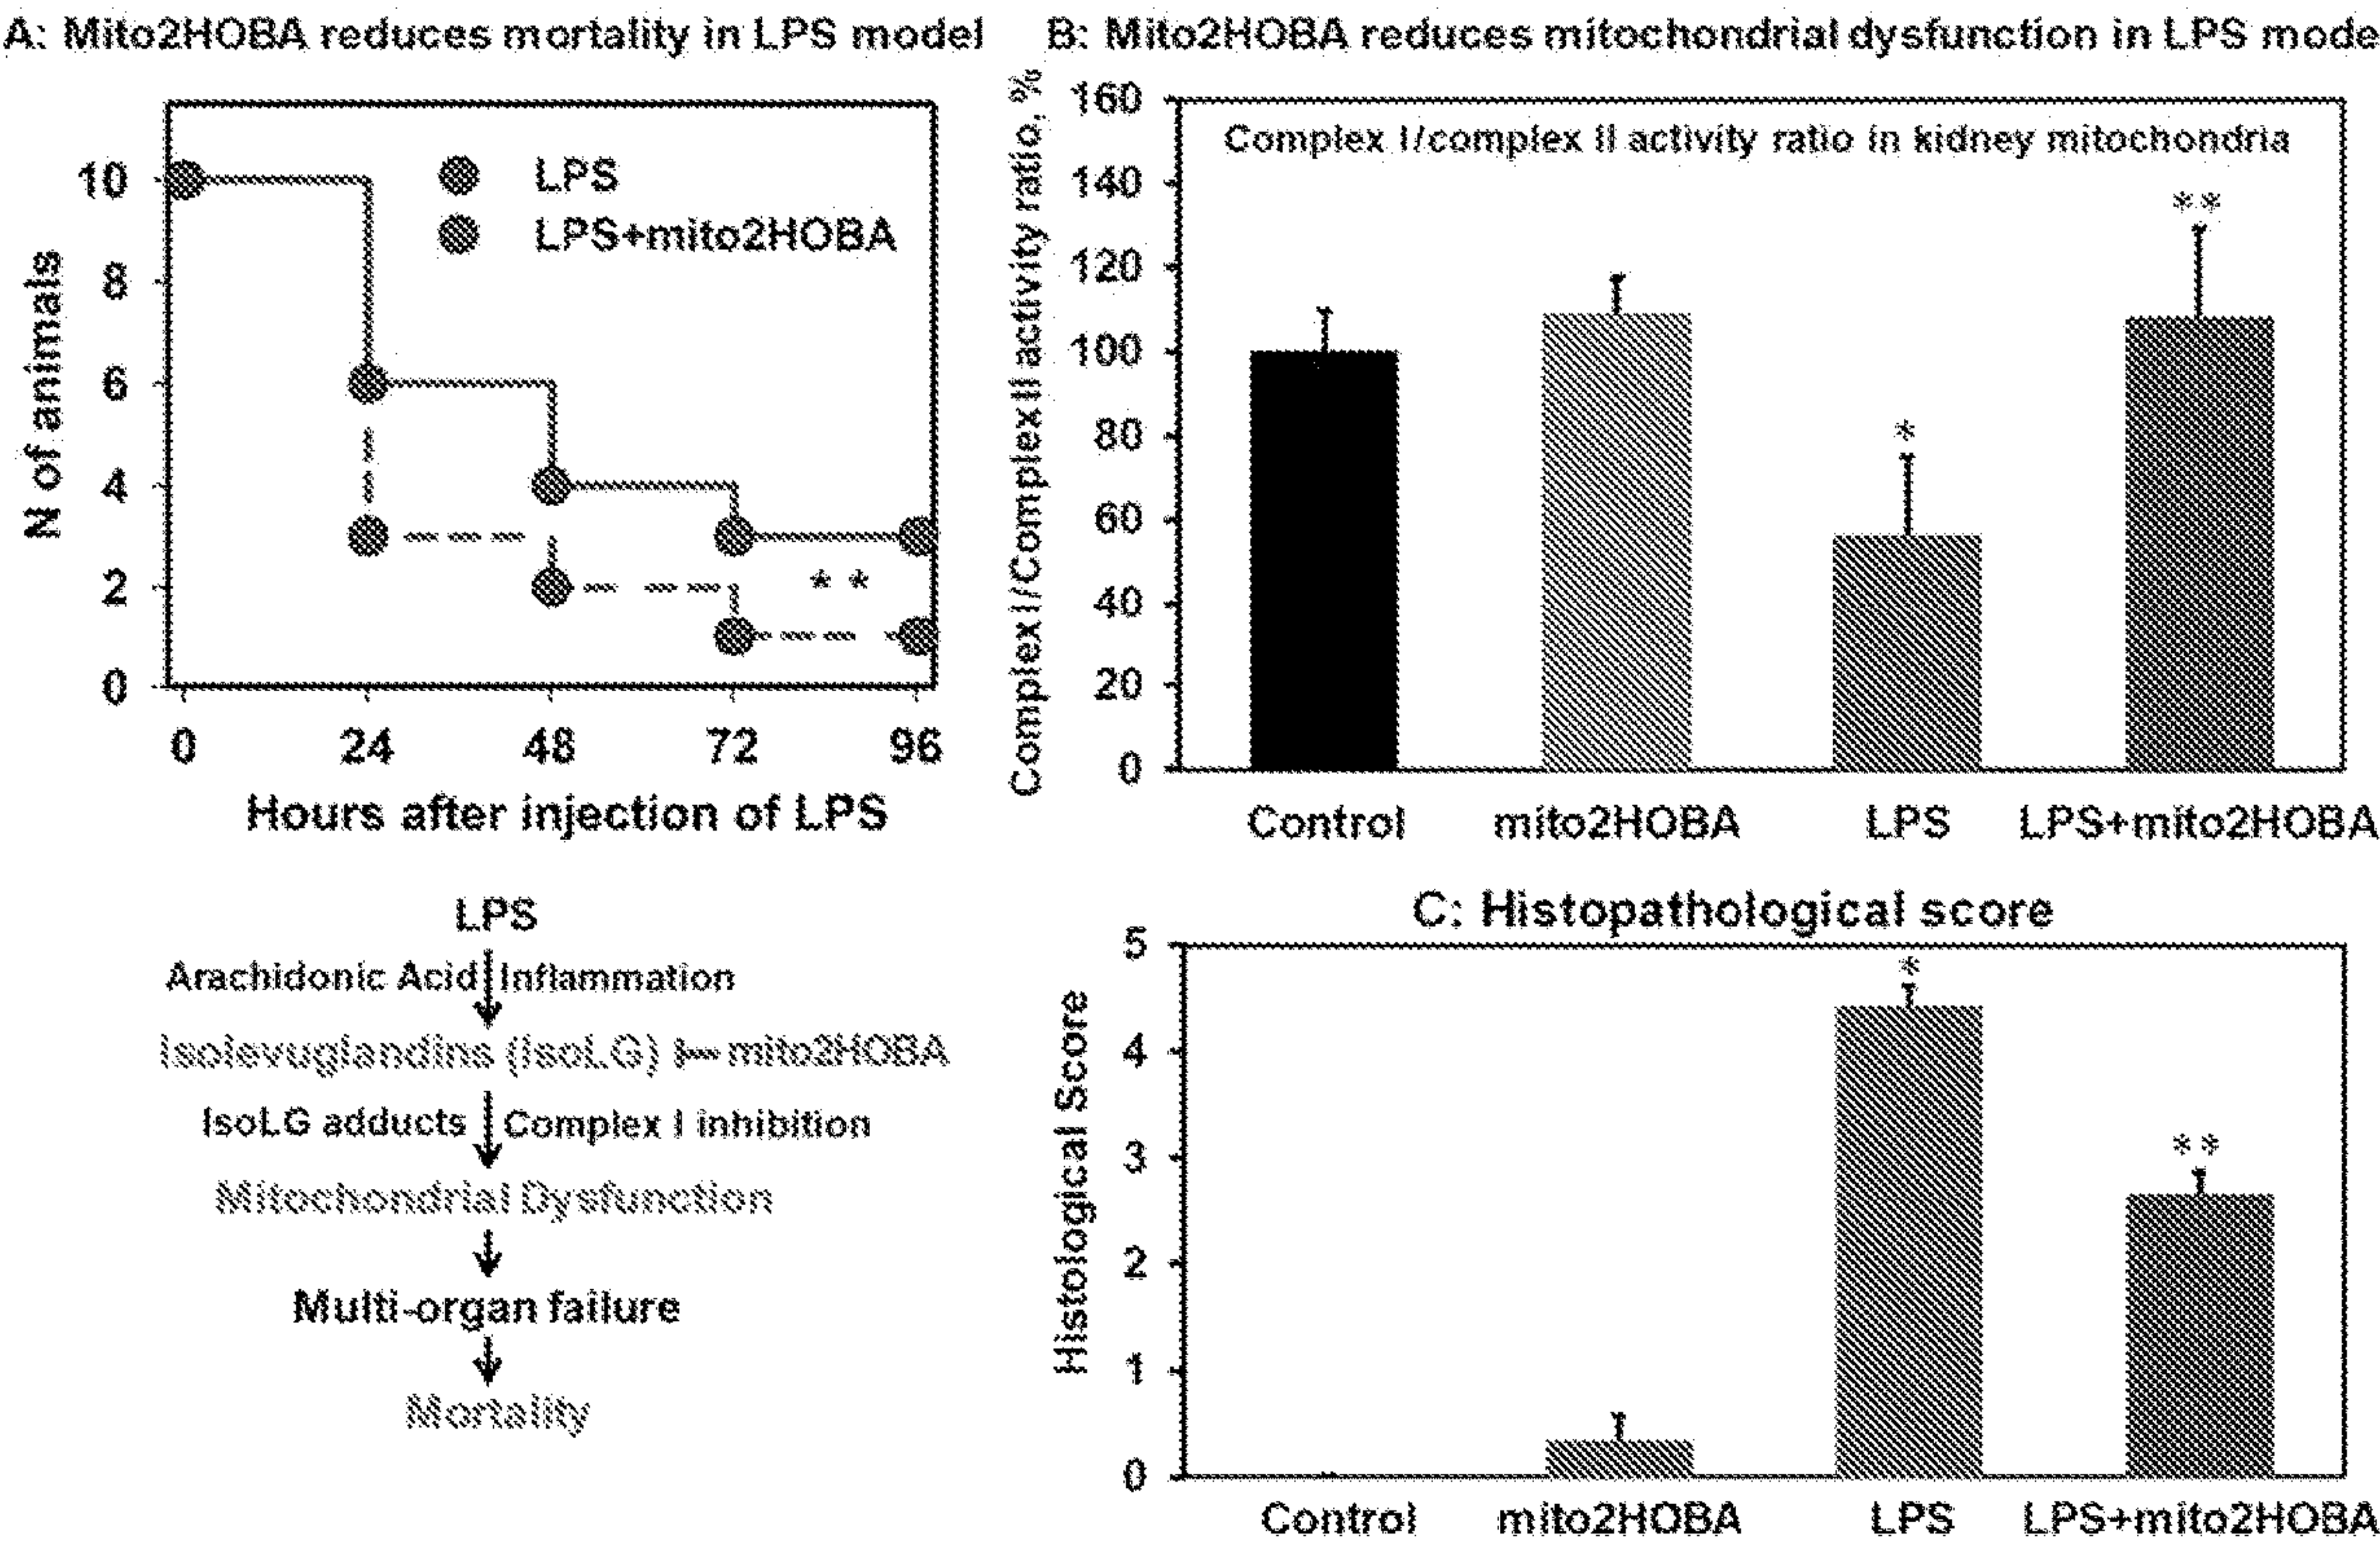 A: Mito2HOBA reduces mortality in LPS model
N of animals
10
8
6
4
2
0
LPS
LPS+mito2HOBA
* *
0 24 48 72 96
Hours after injection of LPS
B: Mito2HOBA reduces mitochondrial dysfunction in LPS mode
Complex I/Complex II activity ratio, %
160
140
120
100
80
60
40
20
0
Complex I/complex II activity ratio in kidney mitochondria
*
**
Control mito2HOBA LPS LPS+mito2HOBA
LPS
Arachidonic Acid Inflammation
Isolevuglandins (IsoLG) mito2HOBA
IsoLG adducts Complex I inhibition
Mitochondrial Dysfunction
Multi-organ failure
Mortality
C: Histopathological score
Histological Score
5
4
3
2
1
0
*
**
Control mito2HOBA LPS LPS+mito2HOBA